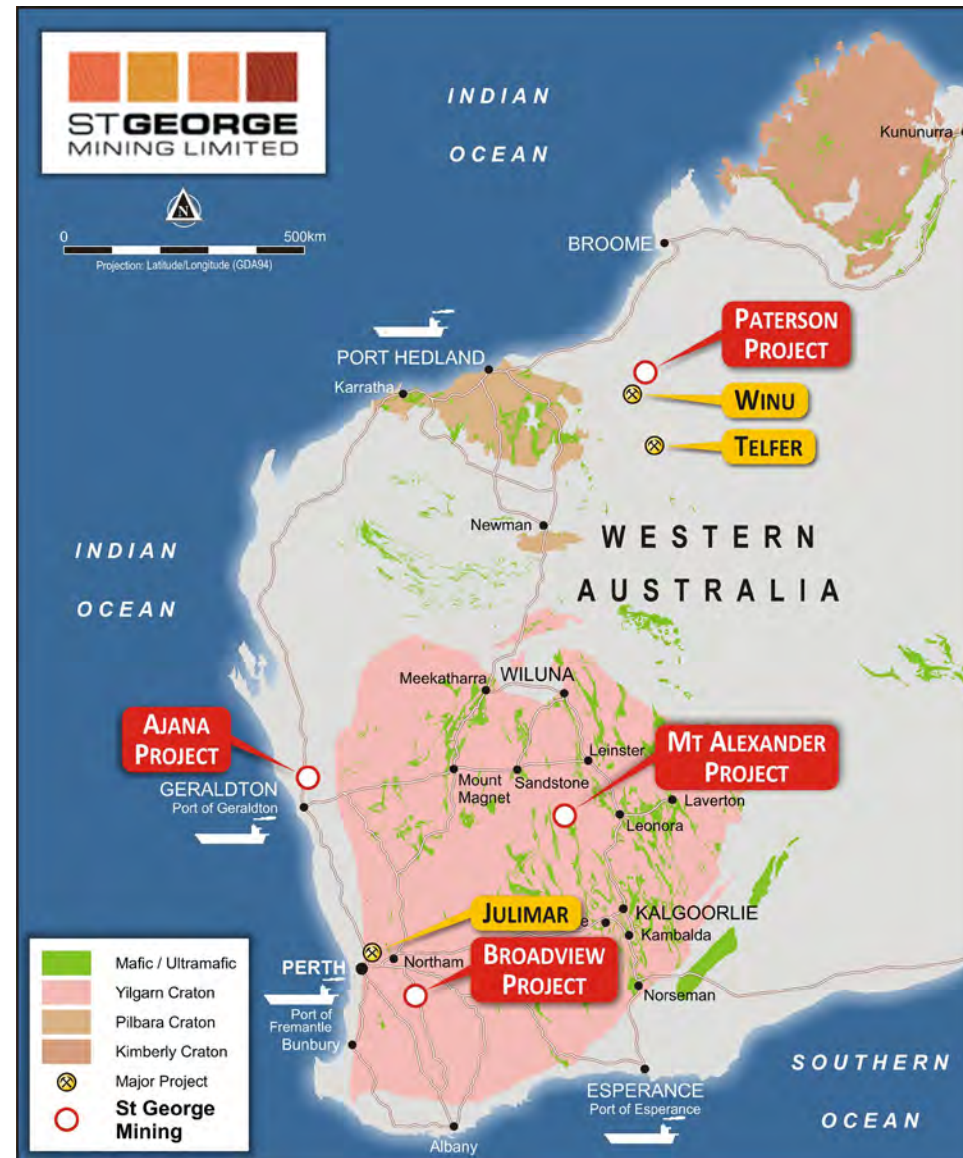 STGEORGE
MINING LIMITED
N
0 500km
Projection: Latitude/Longitude (GDA94)
INDIAN
OCEAN
Kununurra
BROOME
PATERSON
PROJECT
PORT HEDLAND
Karratha
WINU
TELFER
Newman
WESTERN
AUSTRALIA
INDIAN
OCEAN
Meekatharra
WILUNA
AJANA
PROJECT
MT ALEXANDER
PROJECT
Leinster
Mount
Magnet
Sandstone
GERALDTON
Port of Geraldton
Laverton
Leonora
JULIMAR
KALGOORLIE
Kambalda
PERTH
Northam
BROADVIEW
PROJECT
Norseman
Port of
Fremantle
Bunbury
ESPERANCE
Port of Esperance
Albany
SOUTHERN
OCEAN
Mafic / Ultramafic
Yilgarn Craton
Pilbara Craton
Kimberly Craton
Major Project
St George
Mining